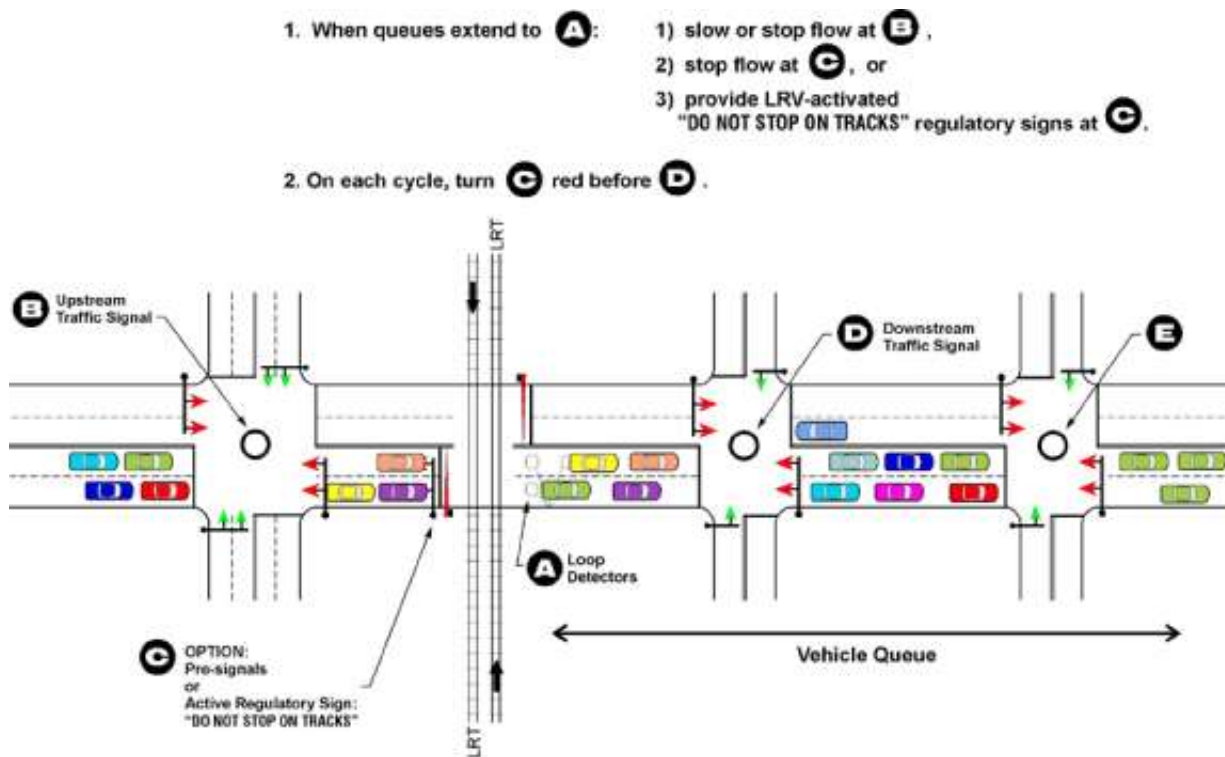 1. When queues extend to A:
1) slow or stop flow at B,
2) stop flow at C, or
3) provide LRV-activated
"DO NOT STOP ON TRACKS" regulatory signs at C.
2. On each cycle, turn C red before D.
LRT
B Upstream
Traffic Signal
D Downstream
Traffic Signal
E
A Loop
Detectors
C OPTION:
Pre-signals
or
Active Regulatory Sign:
"DO NOT STOP ON TRACKS"
Vehicle Queue
LRT